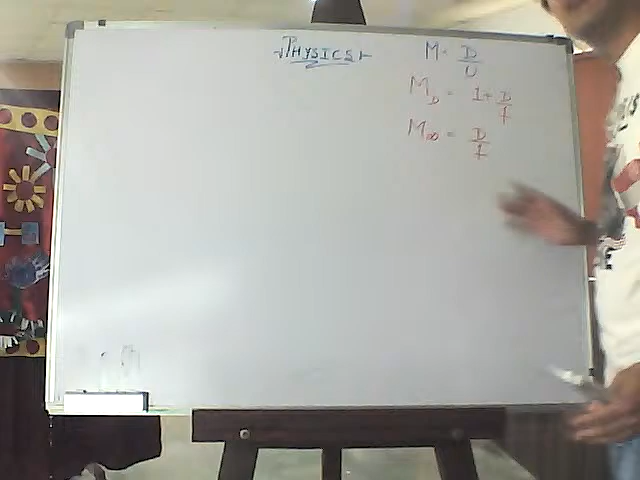 PHYSICS
M = D/U
M_D = 1 + D/f
M_∞ = D/f